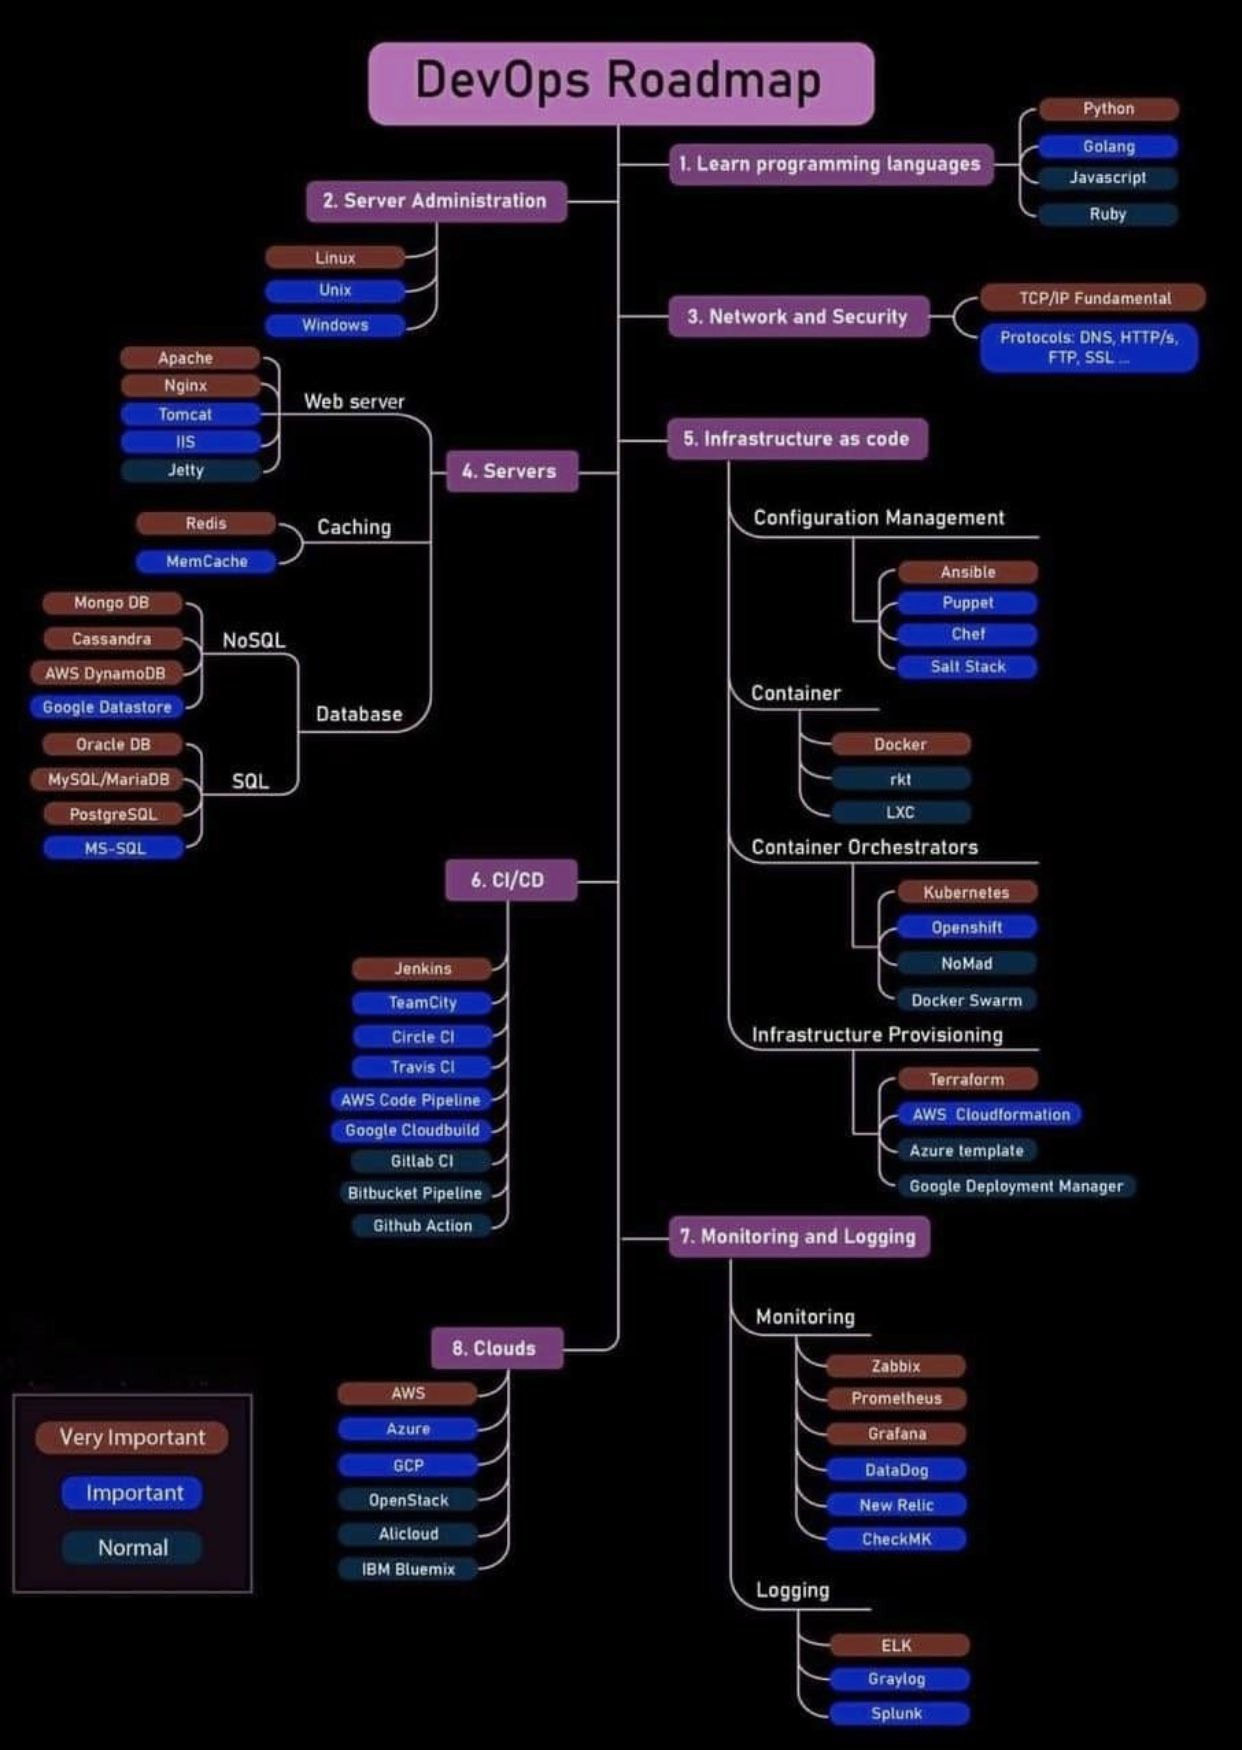 DevOps Roadmap
1. Learn programming languages
Python
Golang
Javascript
Ruby
2. Server Administration
Linux
Unix
Windows
3. Network and Security
TCP/IP Fundamental
Protocols: DNS, HTTP/s,
FTP, SSL ...
4. Servers
Web server
Apache
Nginx
Tomcat
IIS
Jetty
Caching
Redis
MemCache
Database
NoSQL
Mongo DB
Cassandra
AWS DynamoDB
Google Datastore
SQL
Oracle DB
MySQL/MariaDB
PostgreSQL
MS-SQL
5. Infrastructure as code
Configuration Management
Ansible
Puppet
Chef
Salt Stack
Container
Docker
rkt
LXC
Container Orchestrators
Kubernetes
Openshift
NoMad
Docker Swarm
Infrastructure Provisioning
Terraform
AWS Cloudformation
Azure template
Google Deployment Manager
6. CI/CD
Jenkins
TeamCity
Circle CI
Travis CI
AWS Code Pipeline
Google Cloudbuild
Gitlab CI
Bitbucket Pipeline
Github Action
7. Monitoring and Logging
Monitoring
Zabbix
Prometheus
Grafana
DataDog
New Relic
CheckMK
Logging
ELK
Graylog
Splunk
8. Clouds
AWS
Azure
GCP
OpenStack
Alicloud
IBM Bluemix
Very Important
Important
Normal